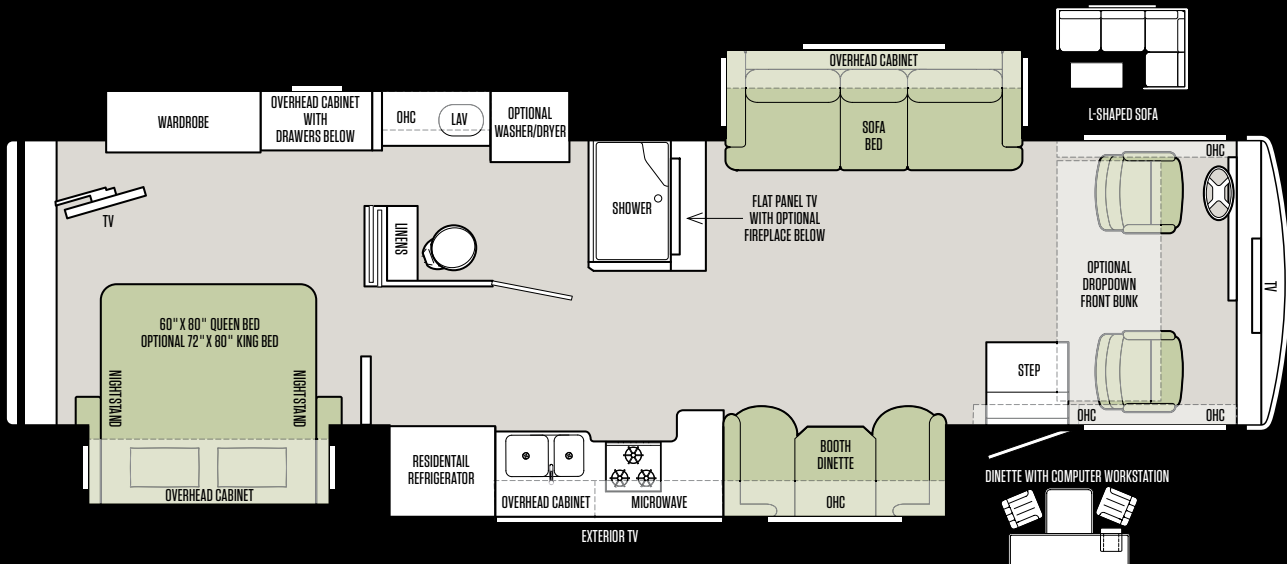 L-SHAPED SOFA
OVERHEAD CABINET
SOFA
BED
WARDROBE
OVERHEAD CABINET
WITH
DRAWERS BELOW
OHC
LAV
OPTIONAL
WASHER/DRYER
OHC
TV
LINENS
SHOWER
FLAT PANEL TV
WITH OPTIONAL
FIREPLACE BELOW
OPTIONAL
DROPDOWN
FRONT BUNK
TV
60" X 80" QUEEN BED
OPTIONAL 72" X 80" KING BED
NIGHTSTAND
NIGHTSTAND
OVERHEAD CABINET
RESIDENTAIL
REFRIGERATOR
OVERHEAD CABINET
MICROWAVE
BOOTH
DINETTE
OHC
STEP
OHC
OHC
EXTERIOR TV
DINETTE WITH COMPUTER WORKSTATION